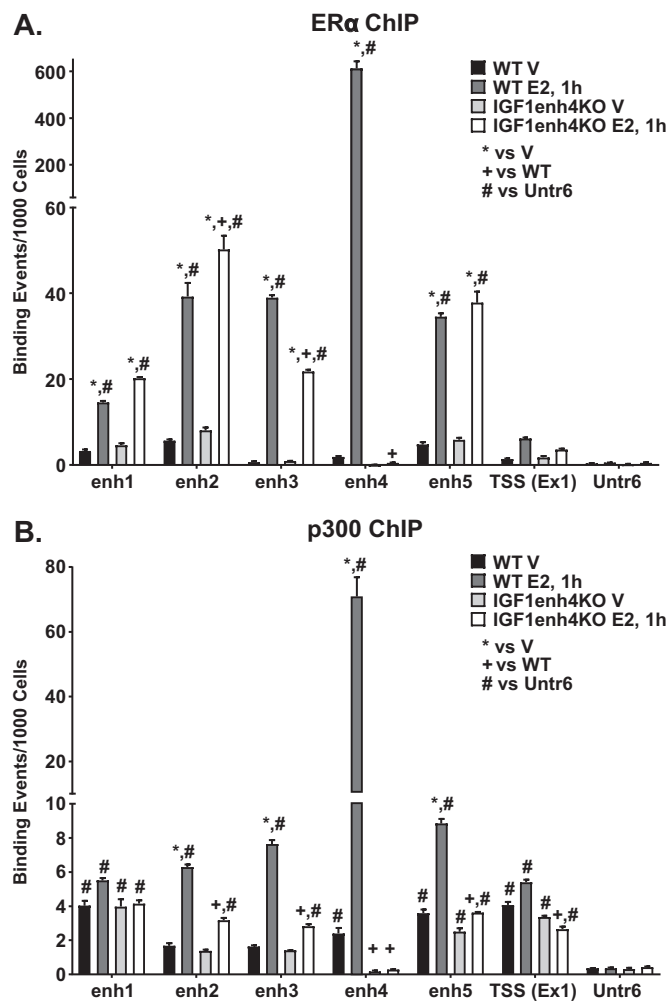 A.
ERα ChIP
Binding Events/1000 Cells
600
400
200
60
40
20
0
WT V
WT E2, 1h
IGF1enh4KO V
IGF1enh4KO E2, 1h
* vs V
+ vs WT
# vs Untr6
*,#
*,#
*,#
*,+,#
*,#
*,+,#
*,#
+
*,#
*,#
enh1 enh2 enh3 enh4 enh5 TSS (Ex1) Untr6
B.
p300 ChIP
Binding Events/1000 Cells
80
60
40
20
10
8
6
4
2
0
WT V
WT E2, 1h
IGF1enh4KO V
IGF1enh4KO E2, 1h
* vs V
+ vs WT
# vs Untr6
# # # #
*,#
+,#
*,#
+,#
#
*,#
+ +
#
*,#
#
+,#
#
#
#
+,#
enh1 enh2 enh3 enh4 enh5 TSS (Ex1) Untr6